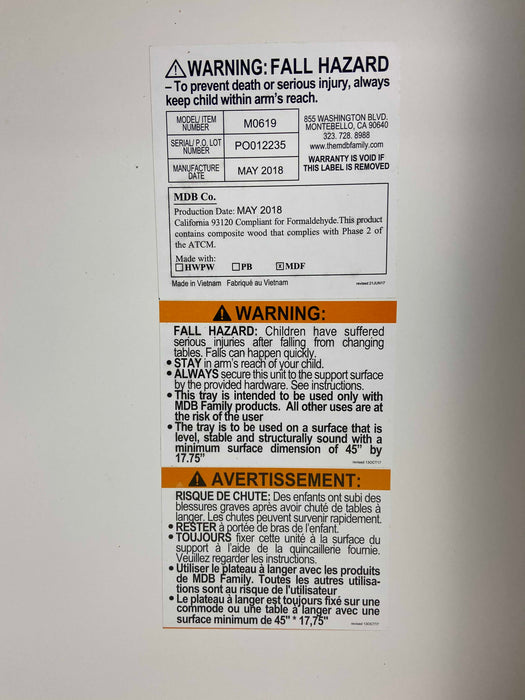 ⚠WARNING: FALL HAZARD
– To prevent death or serious injury, always
keep child within arm's reach.
MODEL/ ITEM NUMBER M0619
SERIAL/ P.O. LOT NUMBER PO012235
MANUFACTURE DATE MAY 2018
855 WASHINGTON BLVD.
MONTEBELLO, CA 90640
323. 728. 8988
www.themdbfamily.com
WARRANTY IS VOID IF
THIS LABEL IS REMOVED
MDB Co.
Production Date: MAY 2018
California 93120 Compliant for Formaldehyde.This product
contains composite wood that complies with Phase 2 of
the ATCM.
Made with:
☐HWPW ☐PB ☒MDF
Made in Vietnam Fabriqué au Vietnam revised 21JUN17
⚠ WARNING:
FALL HAZARD: Children have suffered
serious injuries after falling from changing
tables. Falls can happen quickly.
• STAY in arm's reach of your child.
• ALWAYS secure this unit to the support surface
by the provided hardware. See instructions.
• This tray is intended to be used only with
MDB Family products. All other uses are at
the risk of the user
• The tray is to be used on a surface that is
level, stable and structurally sound with a
minimum surface dimension of 45" by
17.75"
revised 13OCT17
⚠ AVERTISSEMENT:
RISQUE DE CHUTE: Des enfants ont subi des
blessures graves après avoir chuté de tables à
langer. Les chutes peuvent survenir rapidement.
• RESTER à portée de bras de l'enfant.
• TOUJOURS fixer cette unité à la surface du
support à l'aide de la quincaillerie fournie.
Veuillez regarder les instructions.
• Utiliser le plateau à langer avec les produits
de MDB Family. Toutes les autres utilisa-
tions sont au risque de l'utilisateur
• Le plateau à langer est toujours fixé sur une
commode ou une table à langer avec une
surface minimum de 45" * 17,75"
revised 13OCT17